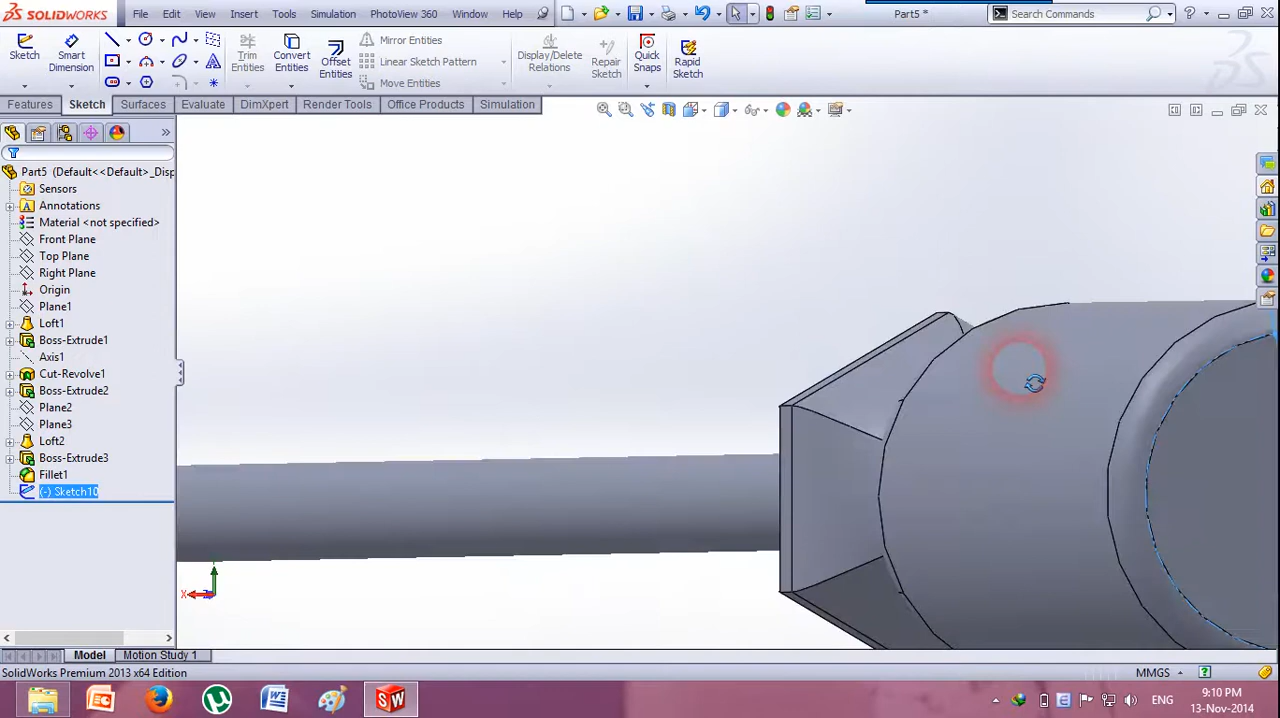 SOLIDWORKS File Edit View Insert Tools Simulation PhotoView 360 Window Help Part5 * Search Commands
Sketch Smart Dimension Trim Entities Convert Entities Offset Entities Mirror Entities Linear Sketch Pattern Move Entities Display/Delete Relations Repair Sketch Quick Snaps Rapid Sketch
Features Sketch Surfaces Evaluate DimXpert Render Tools Office Products Simulation
Part5 (Default<<Default>_Disp
Sensors
Annotations
Material <not specified>
Front Plane
Top Plane
Right Plane
Origin
Plane1
Loft1
Boss-Extrude1
Axis1
Cut-Revolve1
Boss-Extrude2
Plane2
Plane3
Loft2
Boss-Extrude3
Fillet1
(-) Sketch10
X
Model Motion Study 1
SolidWorks Premium 2013 x64 Edition MMGS
ENG 9:10 PM
13-Nov-2014